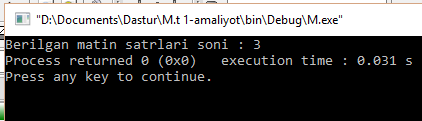 "D:\Documents\Dastur\M.t 1-amaliyot\bin\Debug\M.exe"
Berilgan matin satrlari soni : 3
Process returned 0 (0x0)   execution time : 0.031 s
Press any key to continue.